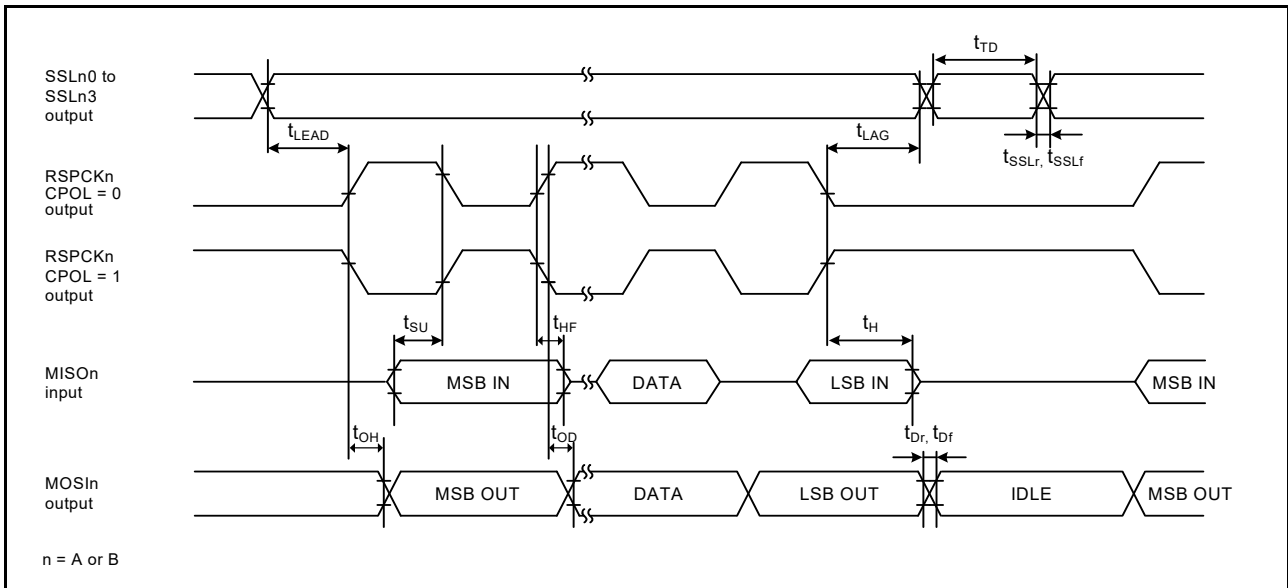 SSLn0 to
SSLn3
output
tTD
tLEAD
tLAG
tSSLr, tSSLf
RSPCKn
CPOL = 0
output
RSPCKn
CPOL = 1
output
tSU
tHF
tH
MISOn
input
MSB IN
DATA
LSB IN
MSB IN
tOH
tOD
tDr, tDf
MOSIn
output
MSB OUT
DATA
LSB OUT
IDLE
MSB OUT
n = A or B